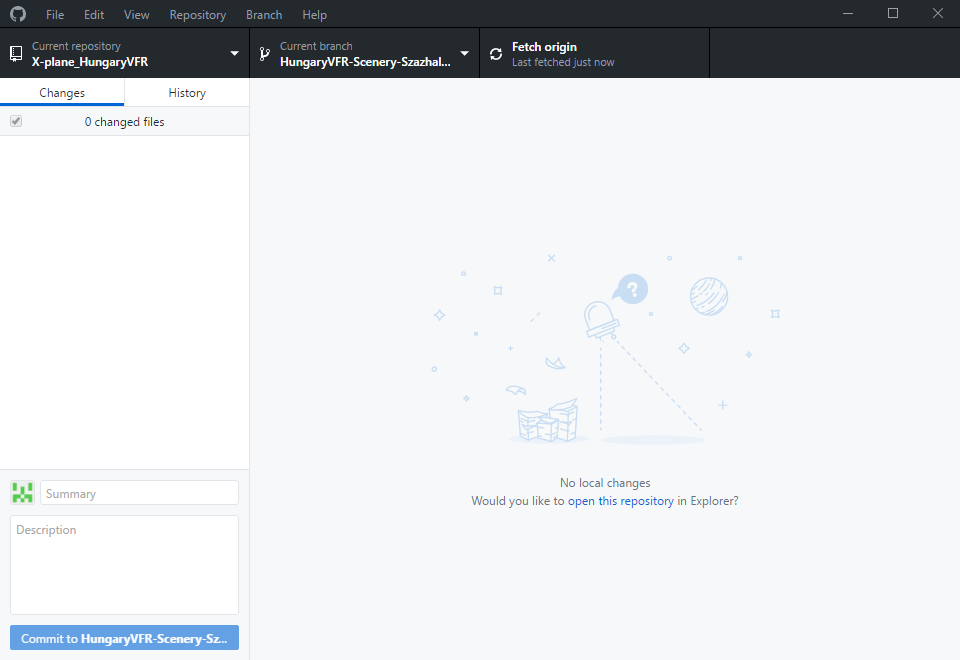 File Edit View Repository Branch Help
Current repository
X-plane_HungaryVFR
Current branch
HungaryVFR-Scenery-Szazhal...
Fetch origin
Last fetched just now
Changes
History
0 changed files
?
No local changes
Would you like to open this repository in Explorer?
Summary
Description
Commit to HungaryVFR-Scenery-Sz...